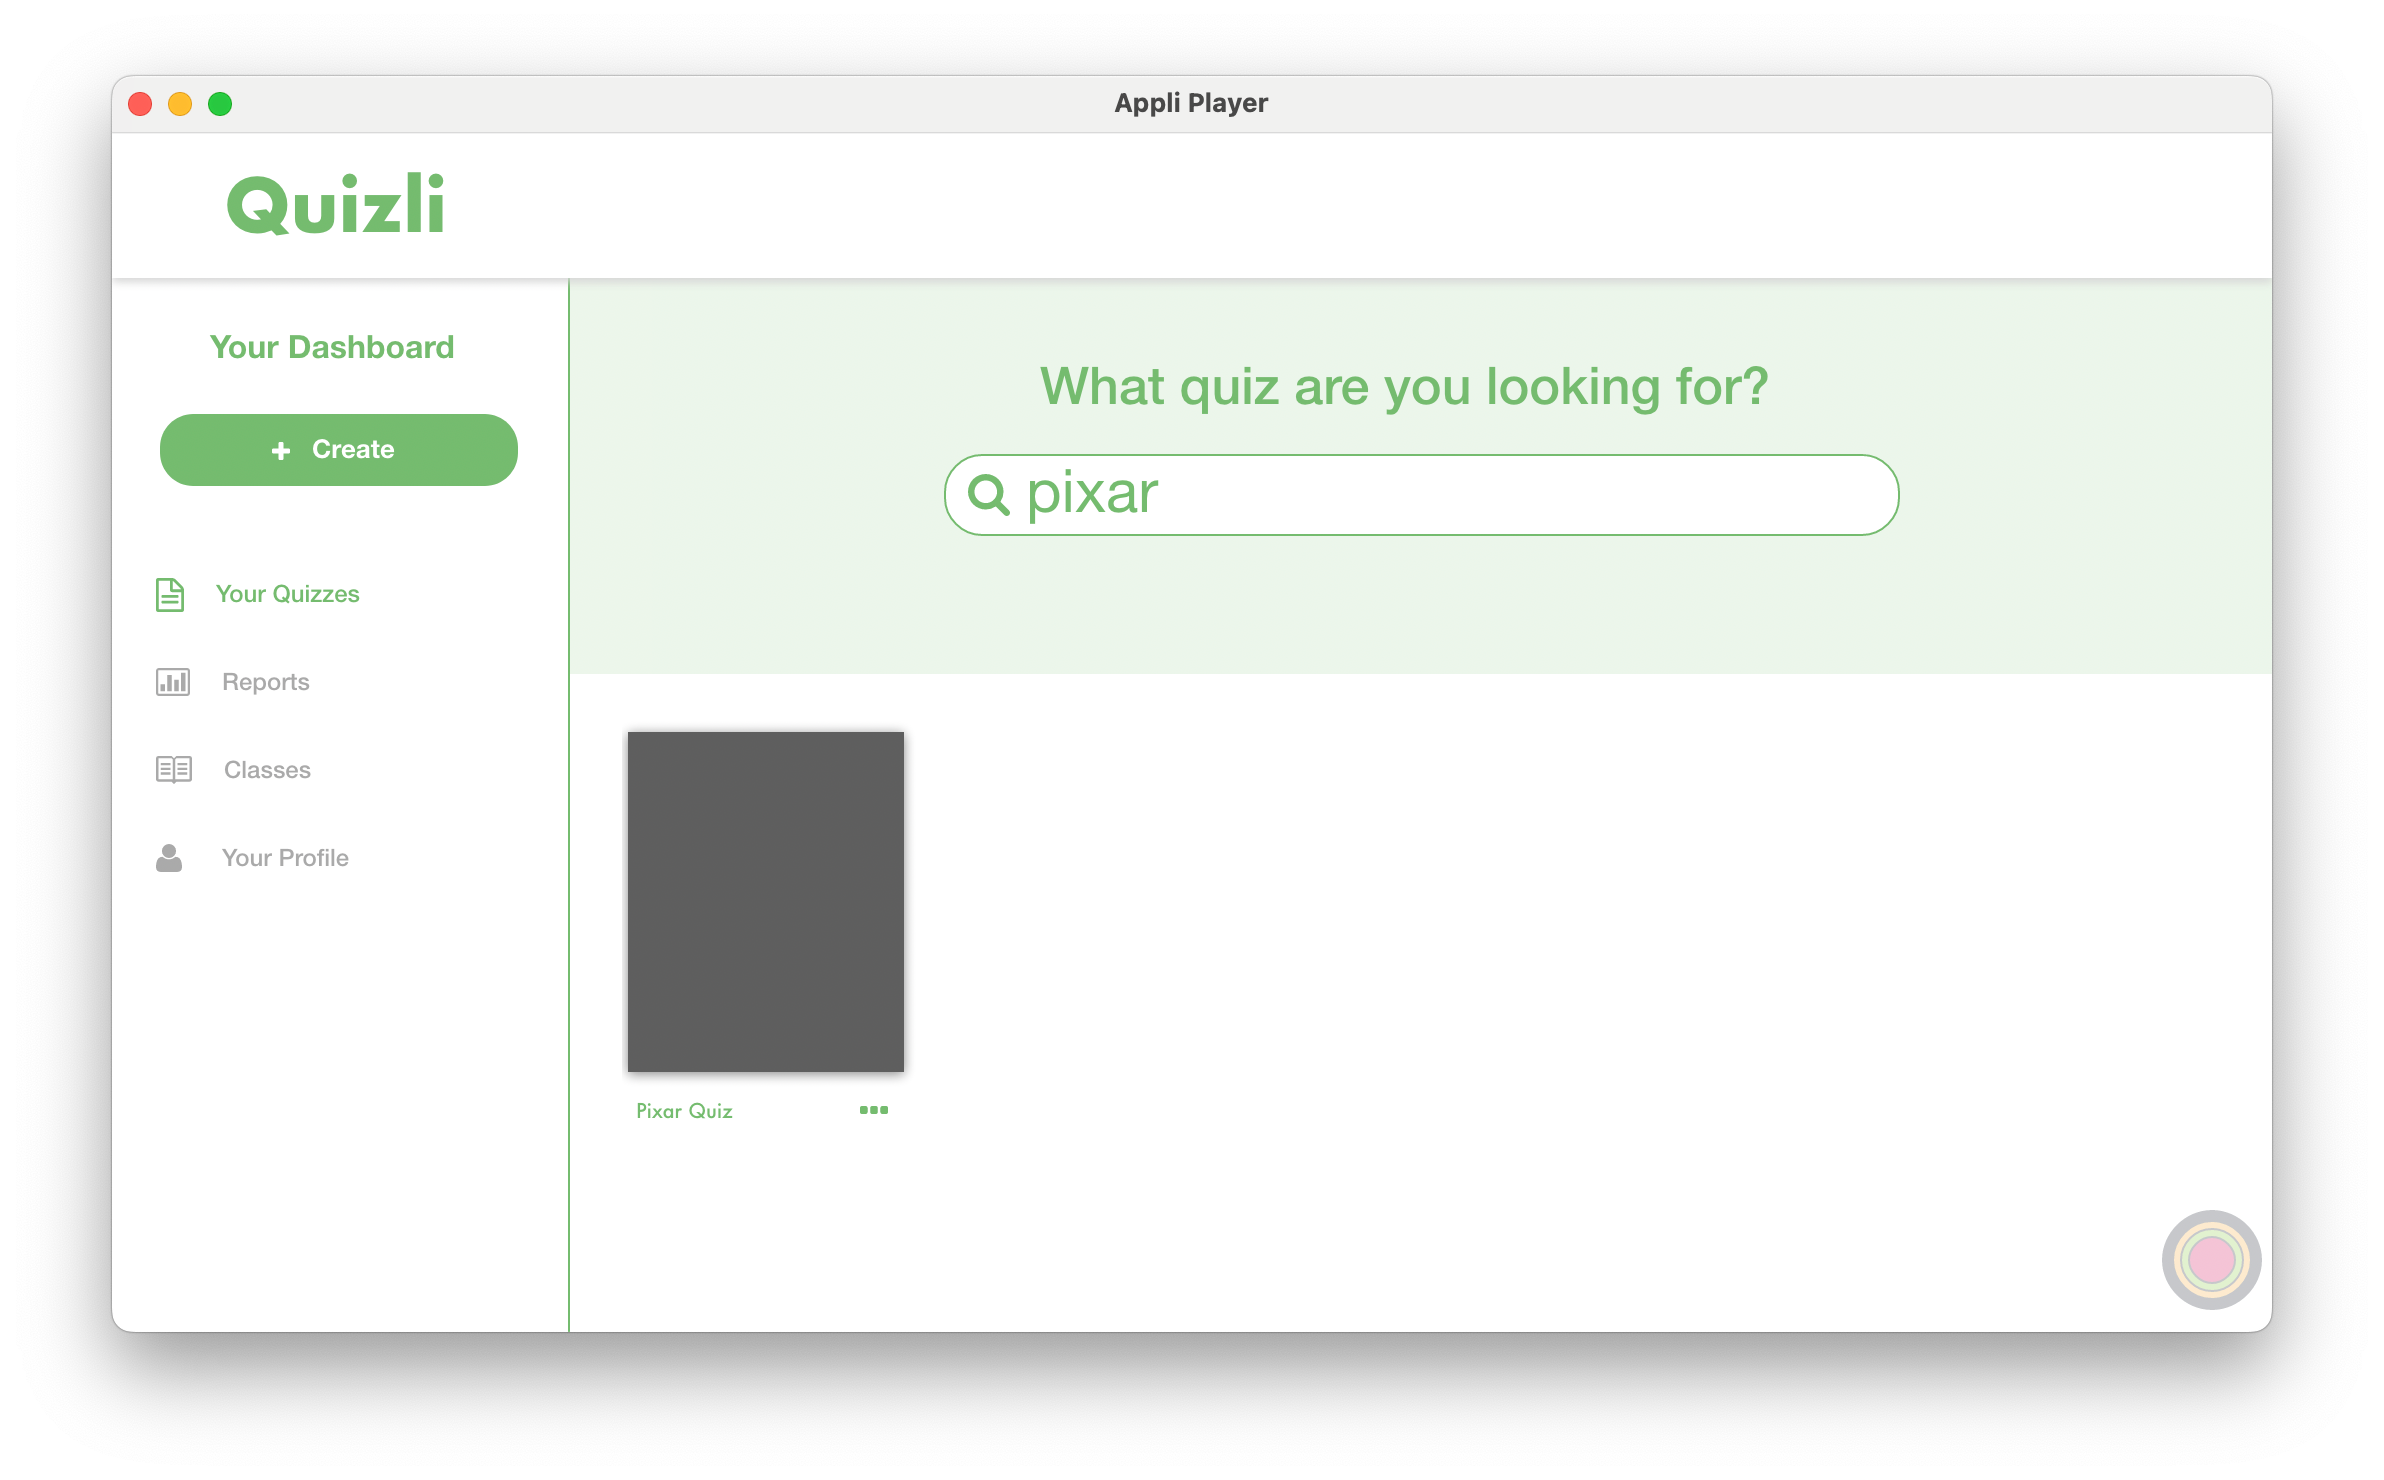 Appli Player
Quizli
Your Dashboard
Create
Your Quizzes
Reports
Classes
Your Profile
What quiz are you looking for?
pixar
Pixar Quiz